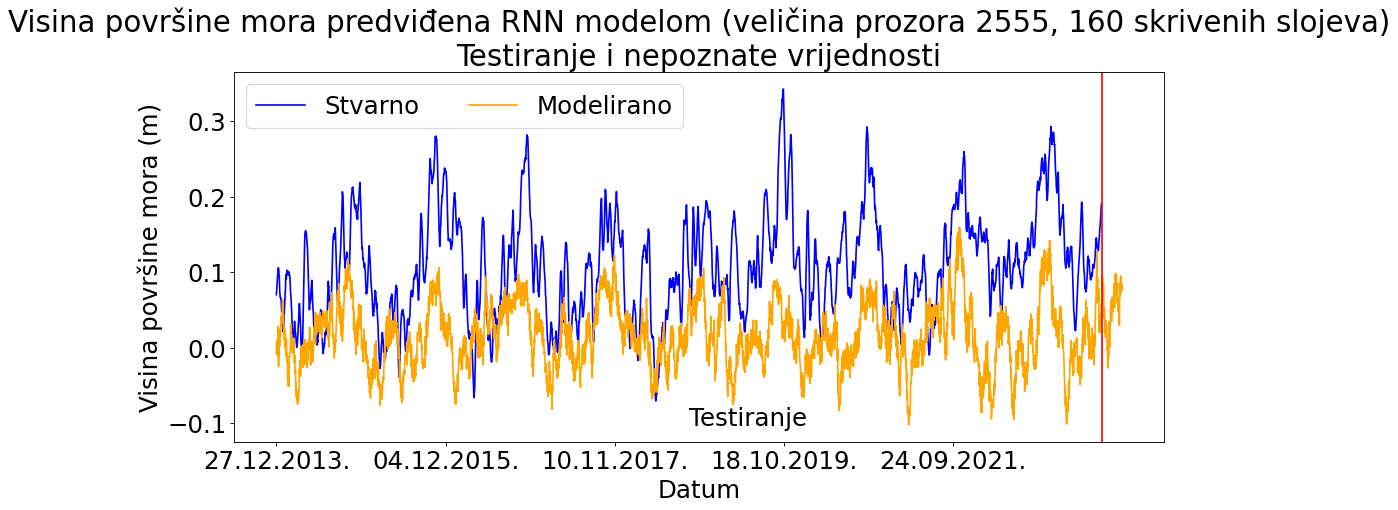 Visina površine mora predviđena RNN modelom (veličina prozora 2555, 160 skrivenih slojeva)
Testiranje i nepoznate vrijednosti
Stvarno
Modelirano
Visina površine mora (m)
0.3
0.2
0.1
0.0
−0.1
Testiranje
27.12.2013.
04.12.2015.
10.11.2017.
18.10.2019.
24.09.2021.
Datum